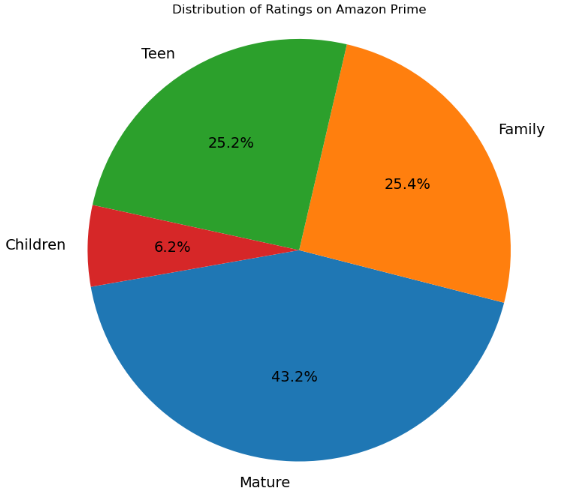 Distribution of Ratings on Amazon Prime
Teen
Family
25.2%
25.4%
Children
6.2%
43.2%
Mature